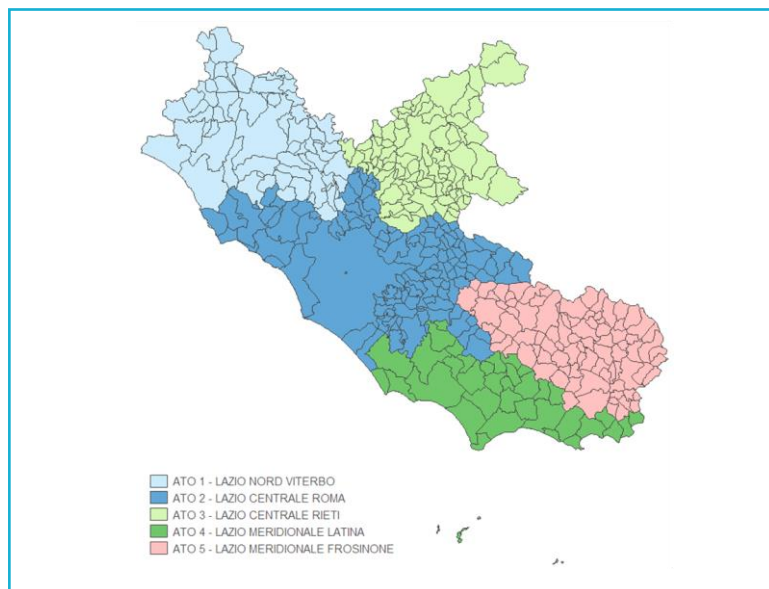 ATO 1 - LAZIO NORD VITERBO
ATO 2 - LAZIO CENTRALE ROMA
ATO 3 - LAZIO CENTRALE RIETI
ATO 4 - LAZIO MERIDIONALE LATINA
ATO 5 - LAZIO MERIDIONALE FROSINONE